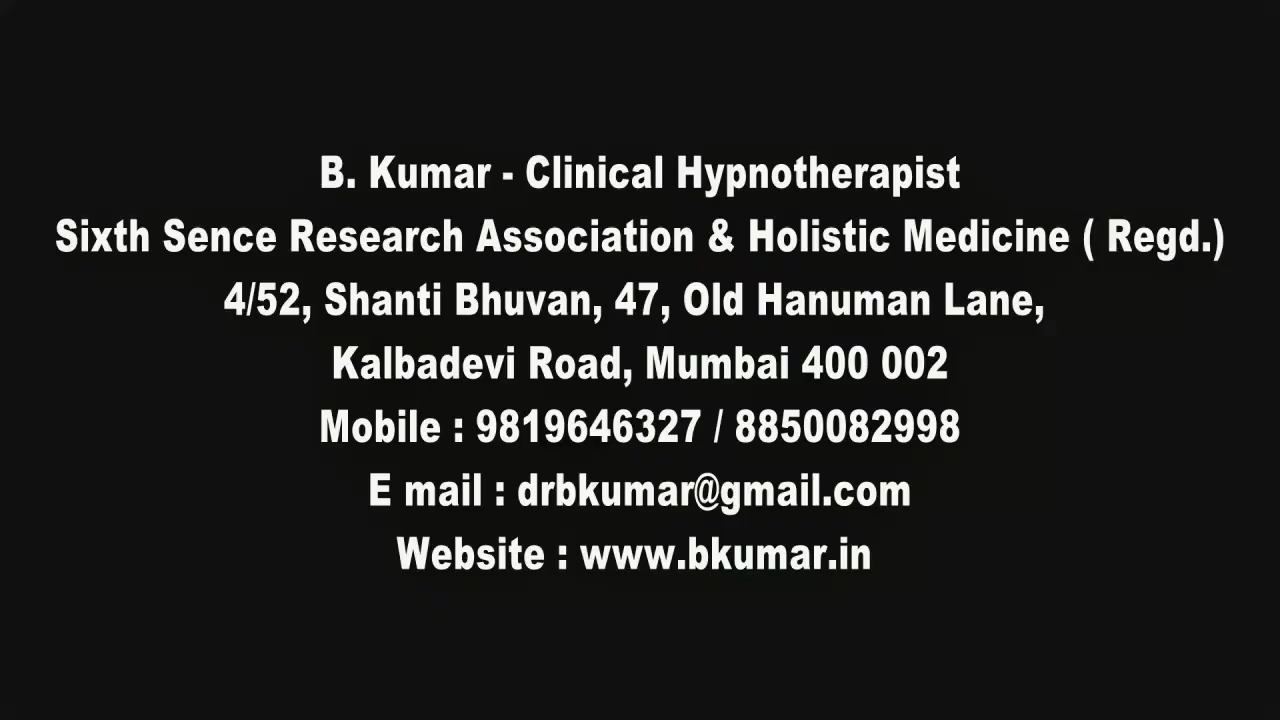 B. Kumar - Clinical Hypnotherapist
Sixth Sence Research Association & Holistic Medicine ( Regd.)
4/52, Shanti Bhuvan, 47, Old Hanuman Lane,
Kalbadevi Road, Mumbai 400 002
Mobile : 9819646327 / 8850082998
E mail : drbkumar@gmail.com
Website : www.bkumar.in